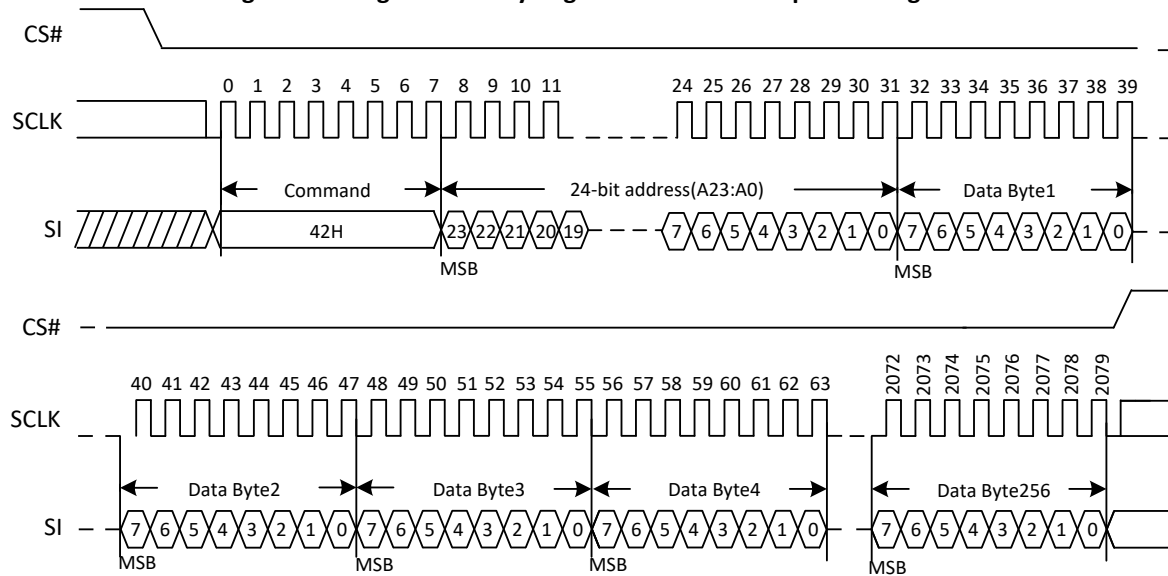 CS#
0 1 2 3 4 5 6 7 8 9 10 11 24 25 26 27 28 29 30 31 32 33 34 35 36 37 38 39
SCLK
Command 24-bit address(A23:A0) Data Byte1
SI 42H 23 22 21 20 19 7 6 5 4 3 2 1 0 7 6 5 4 3 2 1 0
MSB MSB
CS#
40 41 42 43 44 45 46 47 48 49 50 51 52 53 54 55 56 57 58 59 60 61 62 63 2072 2073 2074 2075 2076 2077 2078 2079
SCLK
Data Byte2 Data Byte3 Data Byte4 Data Byte256
SI 7 6 5 4 3 2 1 0 7 6 5 4 3 2 1 0 7 6 5 4 3 2 1 0 7 6 5 4 3 2 1 0
MSB MSB MSB MSB